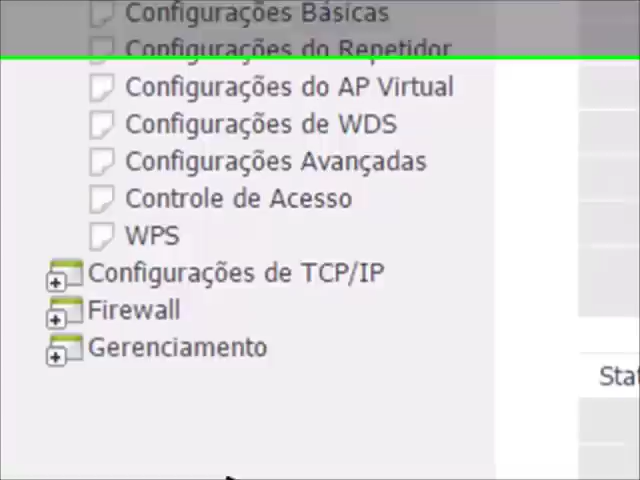 Configurações Básicas
Configurações do Repetidor
Configurações do AP Virtual
Configurações de WDS
Configurações Avançadas
Controle de Acesso
WPS
Configurações de TCP/IP
Firewall
Gerenciamento
Stat